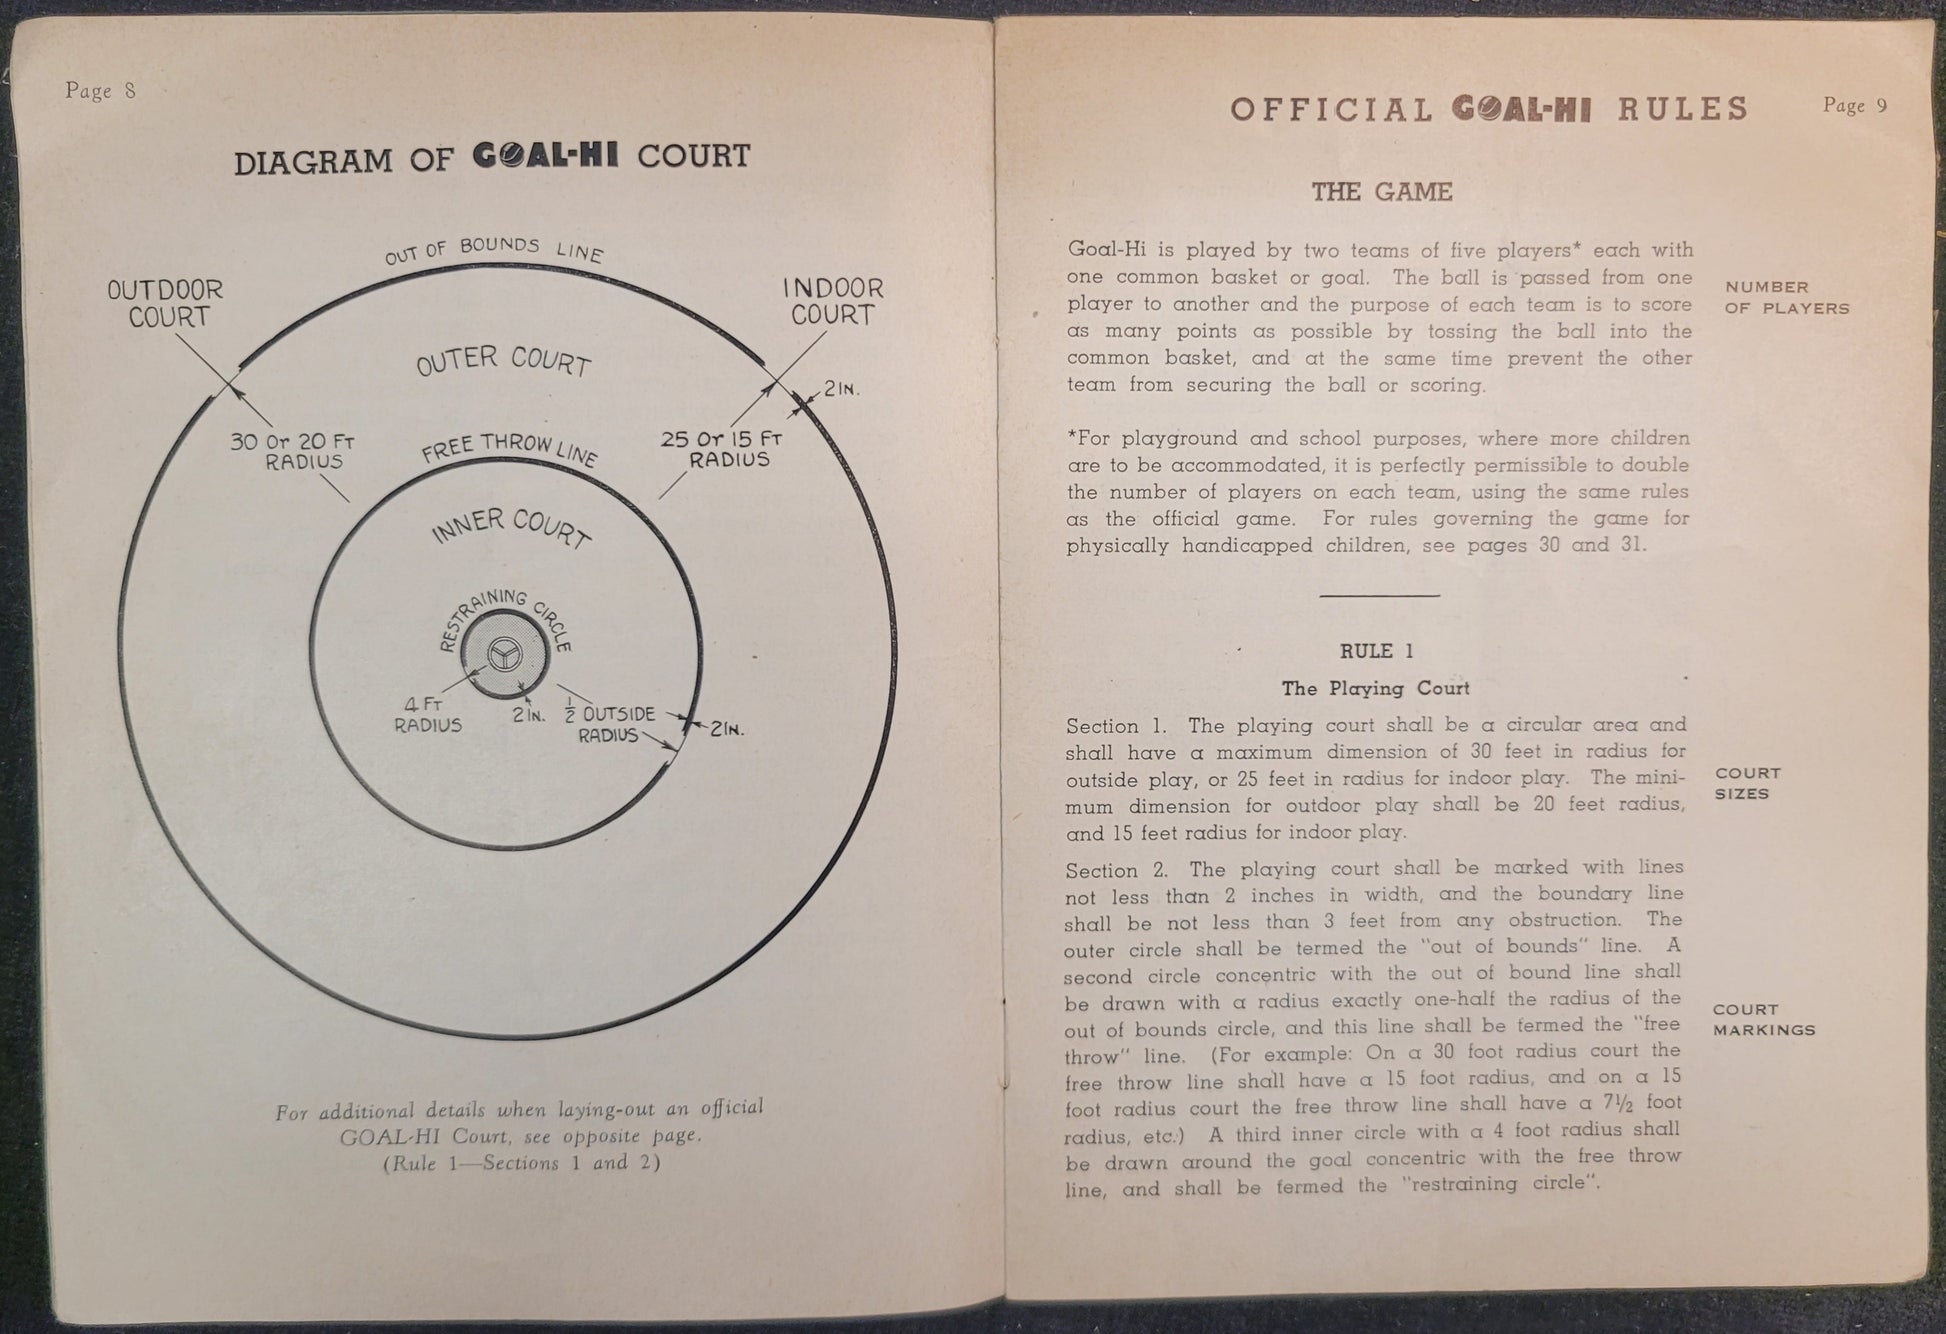 Page 8
DIAGRAM OF GOAL-HI COURT
OUT OF BOUNDS LINE
OUTDOOR
COURT
INDOOR
COURT
OUTER COURT
2 IN.
30 Or 20 FT
RADIUS
FREE THROW LINE
25 Or 15 FT
RADIUS
INNER COURT
RESTRAINING CIRCLE
4 FT
RADIUS
2 IN.
1/2 OUTSIDE
RADIUS
2 IN.
For additional details when laying-out an official
GOAL-HI Court, see opposite page.
(Rule 1—Sections 1 and 2)
OFFICIAL GOAL-HI RULES
Page 9
THE GAME
Goal-Hi is played by two teams of five players* each with
one common basket or goal. The ball is passed from one
player to another and the purpose of each team is to score
as many points as possible by tossing the ball into the
common basket, and at the same time prevent the other
team from securing the ball or scoring.
NUMBER
OF PLAYERS
*For playground and school purposes, where more children
are to be accommodated, it is perfectly permissible to double
the number of players on each team, using the same rules
as the official game. For rules governing the game for
physically handicapped children, see pages 30 and 31.
RULE 1
The Playing Court
Section 1. The playing court shall be a circular area and
shall have a maximum dimension of 30 feet in radius for
outside play, or 25 feet in radius for indoor play. The mini-
mum dimension for outdoor play shall be 20 feet radius,
and 15 feet radius for indoor play.
COURT
SIZES
Section 2. The playing court shall be marked with lines
not less than 2 inches in width, and the boundary line
shall be not less than 3 feet from any obstruction. The
outer circle shall be termed the "out of bounds" line. A
second circle concentric with the out of bound line shall
be drawn with a radius exactly one-half the radius of the
out of bounds circle, and this line shall be fermed the "free
throw" line. (For example: On a 30 foot radius court the
free throw line shall have a 15 foot radius, and on a 15
foot radius court the free throw line shall have a 7½ foot
radius, etc.) A third inner circle with a 4 foot radius shall
be drawn around the goal concentric with the free throw
line, and shall be fermed the "restraining circle".
COURT
MARKINGS